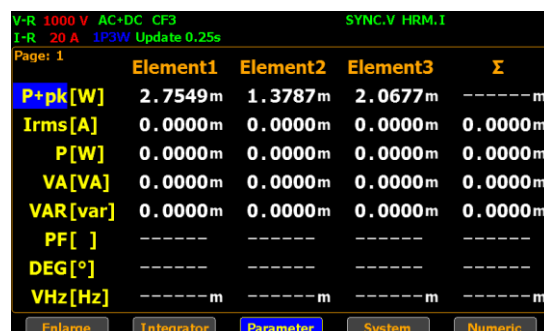 V-R 1000 V AC+DC CF3 SYNC.V HRM.I
I-R 20 A 1P3W Update 0.25s
Page: 1
Element1 Element2 Element3 Σ
P+pk[W] 2.7549m 1.3787m 2.0677m ------m
Irms[A] 0.0000m 0.0000m 0.0000m 0.0000m
P[W] 0.0000m 0.0000m 0.0000m 0.0000m
VA[VA] 0.0000m 0.0000m 0.0000m 0.0000m
VAR[var] 0.0000m 0.0000m 0.0000m 0.0000m
PF[ ] ------ ------ ------ ------
DEG[°] ------ ------ ------ ------
VHz[Hz] ------m ------m ------m ------m
Enlarge Integrator Parameter System Numeric